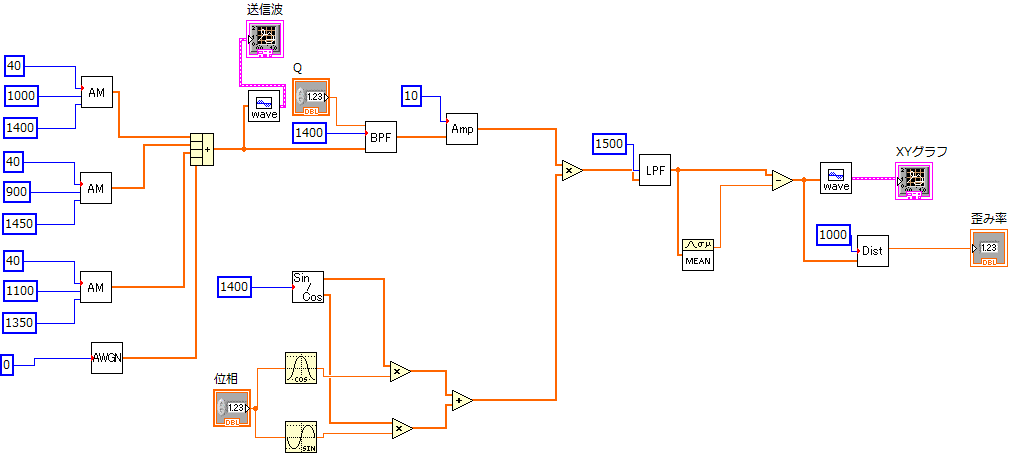 送信波
Q
1.23
DBL
40
1000
1400
AM
wave
10
Amp
1400
BPF
1500
LPF
40
900
1450
AM
+
×
-
wave
XYグラフ
1000
Dist
歪み率
1.23
DBL
σμ
MEAN
40
1100
1350
AM
1400
Sin
/
Cos
0
AWGN
COS
×
位相
1.23
DBL
+
SIN
×